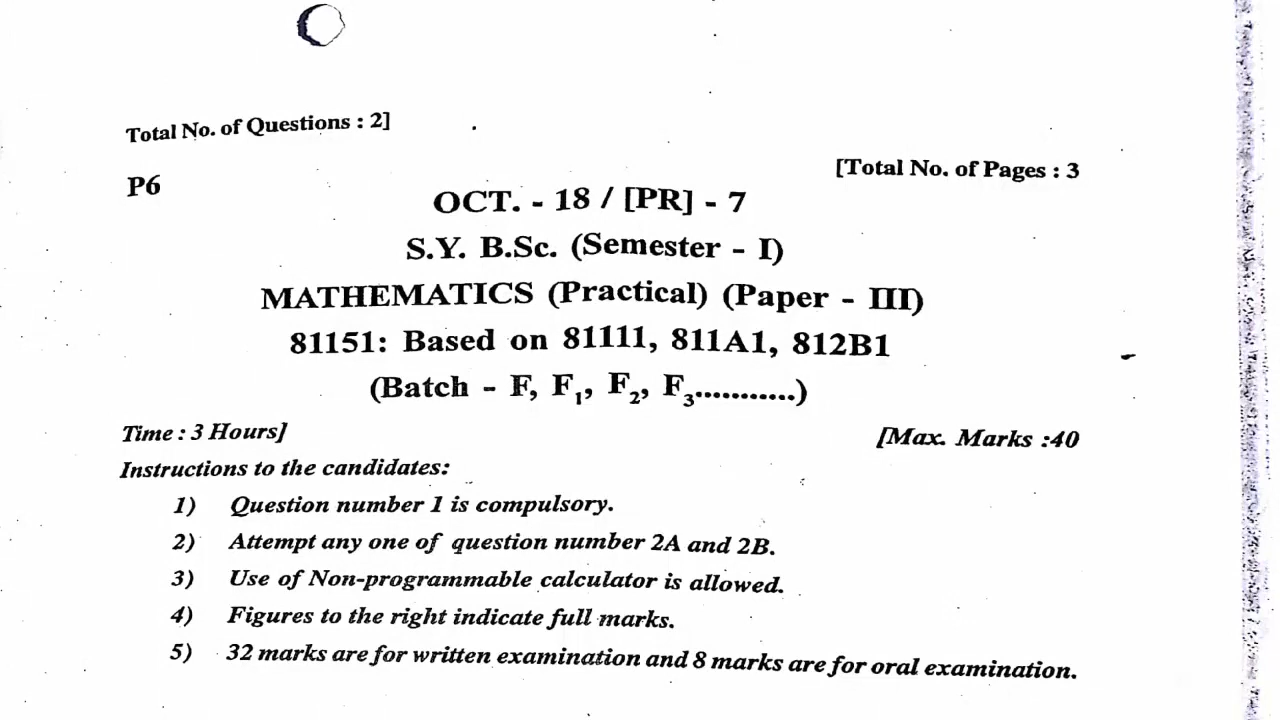 Total No. of Questions : 2]
[Total No. of Pages : 3
P6
OCT. - 18 / [PR] - 7
S.Y. B.Sc. (Semester - I)
MATHEMATICS (Practical) (Paper - III)
81151: Based on 81111, 811A1, 812B1
(Batch - F, F₁, F₂, F₃...........)
Time : 3 Hours]
[Max. Marks :40
Instructions to the candidates:
1) Question number 1 is compulsory.
2) Attempt any one of question number 2A and 2B.
3) Use of Non-programmable calculator is allowed.
4) Figures to the right indicate full marks.
5) 32 marks are for written examination and 8 marks are for oral examination.